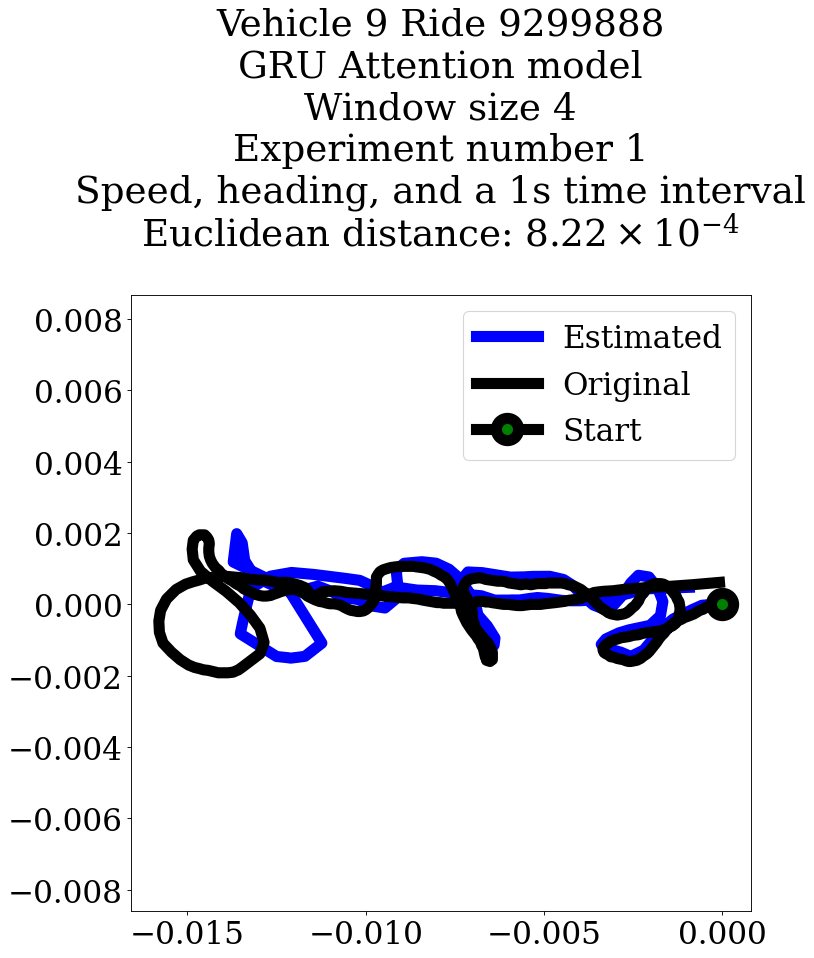 Vehicle 9 Ride 9299888
GRU Attention model
Window size 4
Experiment number 1
Speed, heading, and a 1s time interval
Euclidean distance: 8.22 × 10⁻⁴
Estimated
Original
Start
0.008
0.006
0.004
0.002
0.000
−0.002
−0.004
−0.006
−0.008
−0.015 −0.010 −0.005 0.000